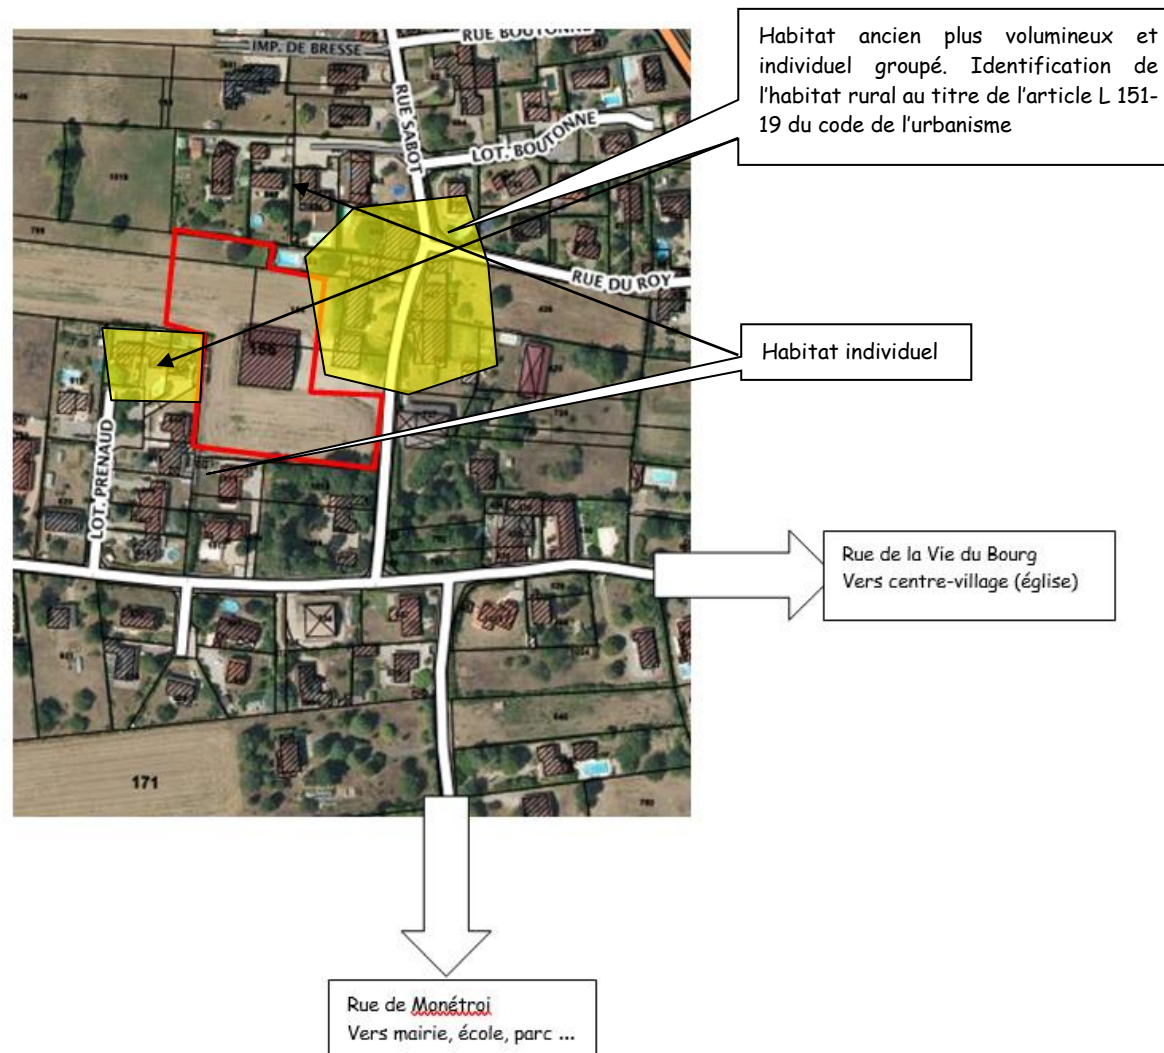 IMP. DE BRESSE
RUE BOUTONNE
Habitat ancien plus volumineux et
individuel groupé. Identification de
l'habitat rural au titre de l'article L 151-
19 du code de l'urbanisme
RUE SABOT
LOT. BOUTONNE
1019
RUE DU ROY
156
Habitat individuel
LOT. PRENAUD
Rue de la Vie du Bourg
Vers centre-village (église)
171
Rue de Monétroi
Vers mairie, école, parc ...